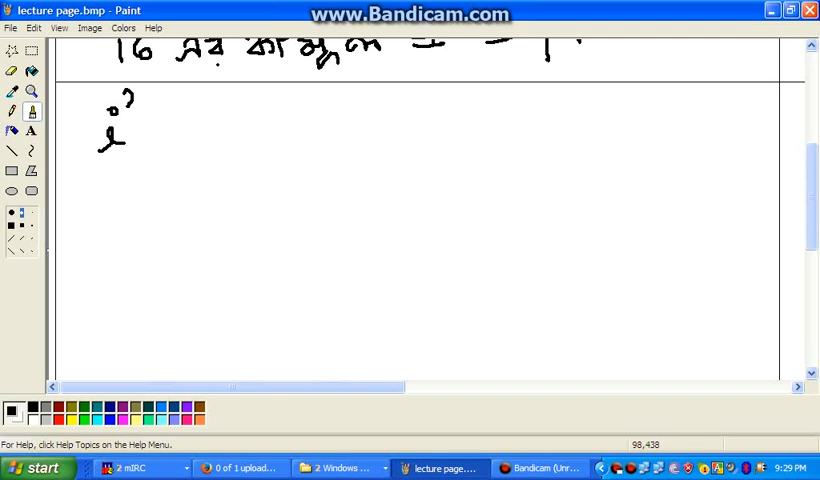 lecture page.bmp - Paint
www.Bandicam.com
File Edit View Image Colors Help
16 এর
i
For Help, click Help Topics on the Help Menu.
98,438
start
2 mIRC
0 of 1 upload...
2 Windows ...
lecture page....
Bandicam (Unr...
9:29 PM